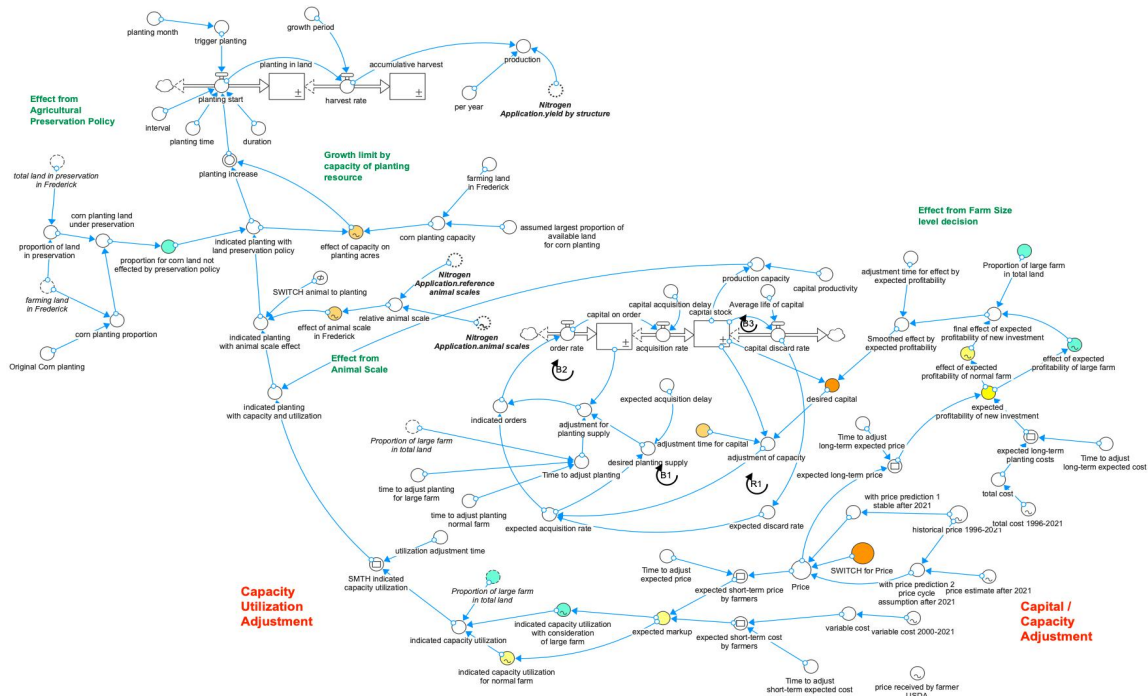 planting month
trigger planting
growth period
planting in land
accumulative harvest
production
planting start
harvest rate
per year
Nitrogen
Application.yield by structure
Effect from
Agricultural
Preservation Policy
interval
planting time
duration
planting increase
Growth limit by
capacity of planting
resource
farming land
in Frederick
total land in preservation
in Frederick
corn planting land
under preservation
proportion of land
in preservation
proportion for corn land not
effected by preservation policy
indicated planting with
land preservation policy
effect of capacity on
planting acres
corn planting capacity
assumed largest proportion of
available land
for corn planting
farming land
in Frederick
corn planting proportion
Original Corn planting
SWITCH animal to planting
indicated planting
with animal scale effect
effect of animal scale
in Frederick
relative animal scale
Nitrogen
Application.reference
animal scales
Nitrogen
Application.animal scales
Effect from
Animal Scale
indicated planting
with capacity and utilization
production capacity
capital productivity
capital acquisition delay
Average life of capital
capital on order
capital stock
order rate
acquisition rate
capital discard rate
B3
B2
Effect from Farm Size
level decision
Proportion of large farm
in total land
adjustment time for effect by
expected profitability
Smoothed effect by
expected profitability
final effect of expected
profitability of new investment
effect of expected
profitability of normal farm
effect of expected
profitability of large farm
expected
profitability of new investment
desired capital
indicated orders
expected acquisition delay
adjustment for
planting supply
adjustment time for capital
desired planting supply
adjustment of capacity
B1
R1
Proportion of large farm
in total land
time to adjust planting
for large farm
Time to adjust planting
time to adjust planting
normal farm
expected acquisition rate
expected discard rate
Time to adjust
long-term expected price
expected long-term price
expected long-term
planting costs
Time to adjust
long-term expected cost
total cost
total cost 1996-2021
with price prediction 1
stable after 2021
historical price 1996-2021
SWITCH for Price
with price prediction 2
price cycle
assumption after 2021
price estimate after 2021
Price
Time to adjust
expected price
expected short-term price
by farmers
utilization adjustment time
SMTH indicated
capacity utilization
Capacity
Utilization
Adjustment
Proportion of large farm
in total land
indicated capacity utilization
indicated capacity utilization
with consideration
of large farm
indicated capacity utilization
for normal farm
expected markup
expected short-term cost
by farmers
variable cost
variable cost 2000-2021
Time to adjust
short-term expected cost
price received by farmer
USDA
Capital /
Capacity
Adjustment